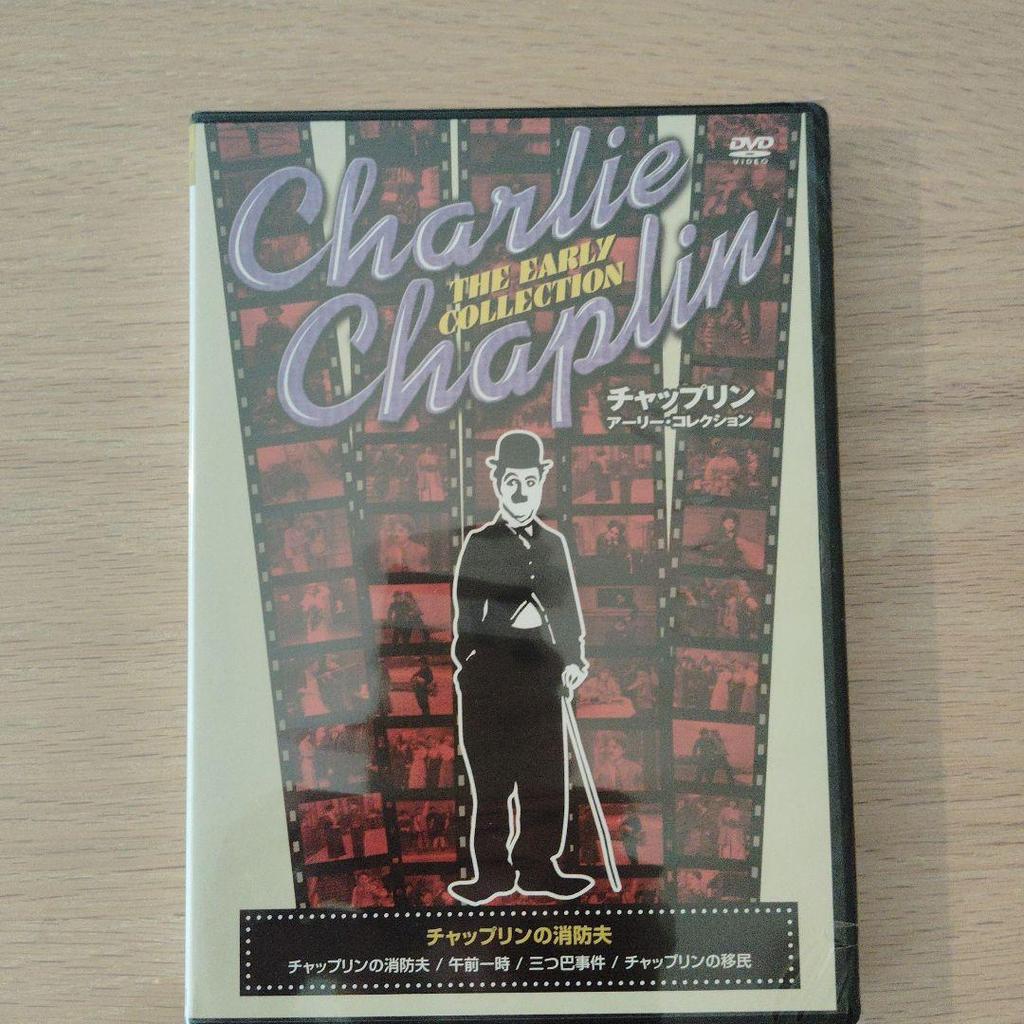 DVD
VIDEO
Charlie
THE EARLY
COLLECTION
Chaplin
チャップリン
アーリー・コレクション
チャップリンの消防夫
チャップリンの消防夫 / 午前一時 / 三つ巴事件 / チャップリンの移民